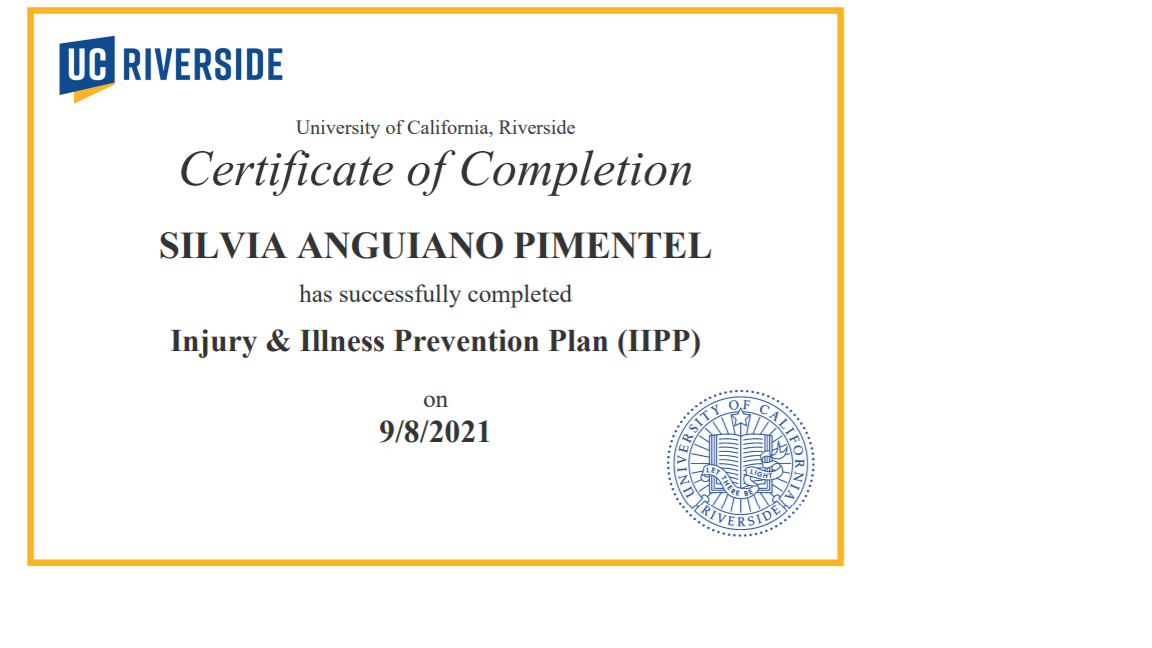 UC RIVERSIDE
University of California, Riverside
Certificate of Completion
SILVIA ANGUIANO PIMENTEL
has successfully completed
Injury & Illness Prevention Plan (IIPP)
on
9/8/2021
UNIVERSITY OF CALIFORNIA
LET THERE BE LIGHT
RIVERSIDE